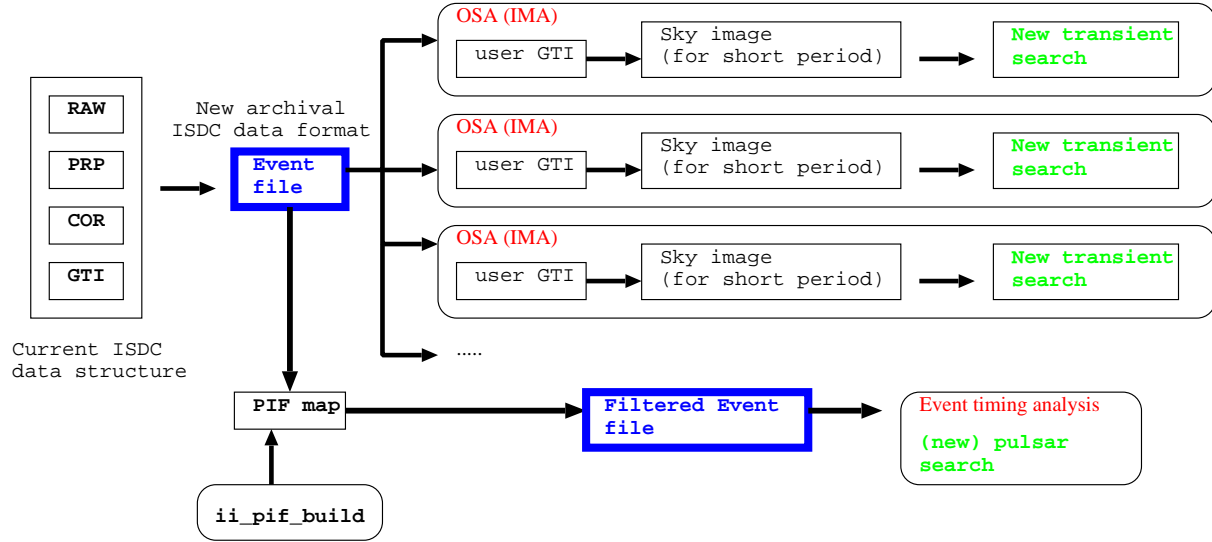 RAW
PRP
COR
GTI
Current ISDC
data structure
New archival
ISDC data format
Event
file
OSA (IMA)
user GTI
Sky image
(for short period)
New transient
search
OSA (IMA)
user GTI
Sky image
(for short period)
New transient
search
OSA (IMA)
user GTI
Sky image
(for short period)
New transient
search
.....
PIF map
ii_pif_build
Filtered Event
file
Event timing analysis
(new) pulsar
search